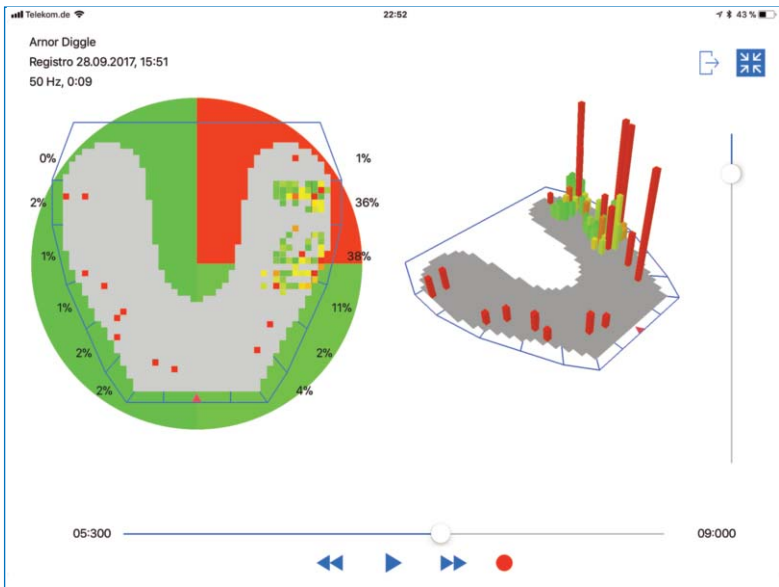 Telekom.de 22:52 43 %
Arnor Diggle
Registro 28.09.2017, 15:51
50 Hz, 0:09
0% 1%
2% 36%
1% 38%
1% 11%
2% 2%
2% 4%
05:300 09:000